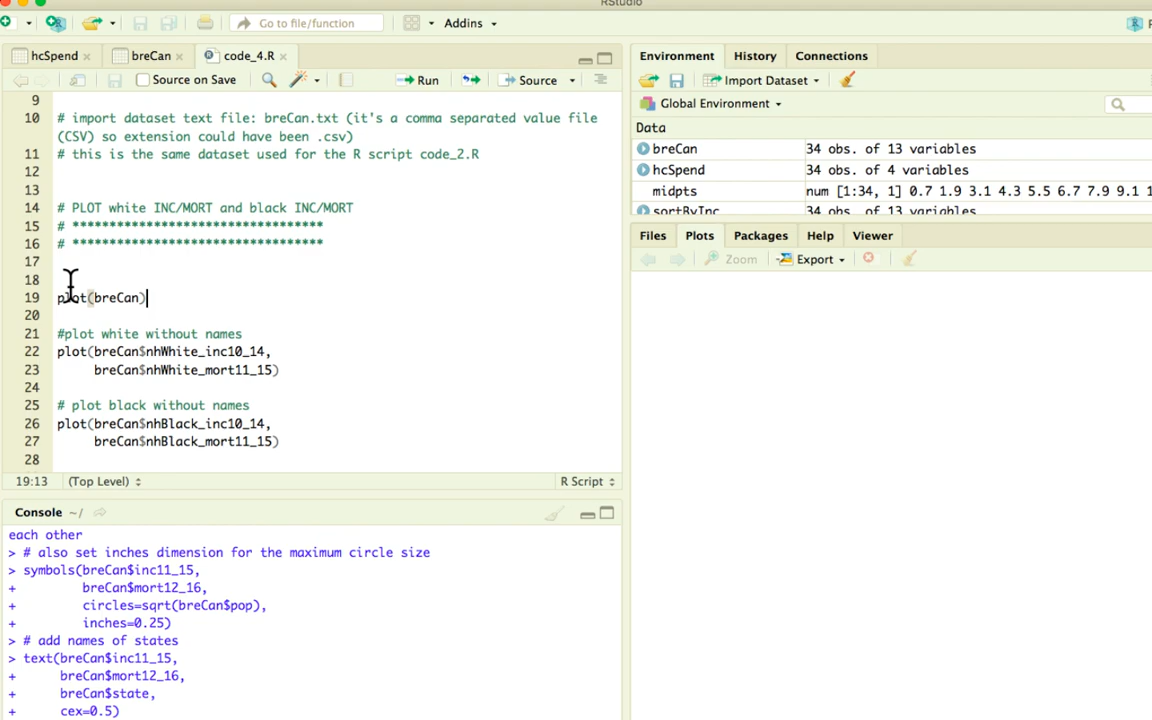 RStudio
Go to file/function
Addins
hcSpend
breCan
code_4.R
Source on Save
Run
Source
9
10 # import dataset text file: breCan.txt (it's a comma separated value file
(CSV) so extension could have been .csv)
11 # this is the same dataset used for the R script code_2.R
12
13
14 # PLOT white INC/MORT and black INC/MORT
15 # **********************************
16 # **********************************
17
18
19 plot(breCan)
20
21 #plot white without names
22 plot(breCan$nhWhite_inc10_14,
23 breCan$nhWhite_mort11_15)
24
25 # plot black without names
26 plot(breCan$nhBlack_inc10_14,
27 breCan$nhBlack_mort11_15)
28
19:13 (Top Level) R Script
Console ~/
each other
> # also set inches dimension for the maximum circle size
> symbols(breCan$inc11_15,
+ breCan$mort12_16,
+ circles=sqrt(breCan$pop),
+ inches=0.25)
> # add names of states
> text(breCan$inc11_15,
+ breCan$mort12_16,
+ breCan$state,
+ cex=0.5)
Environment History Connections
Import Dataset
Global Environment
Data
breCan 34 obs. of 13 variables
hcSpend 34 obs. of 4 variables
midpts num [1:34, 1] 0.7 1.9 3.1 4.3 5.5 6.7 7.9 9.1 1
sortByInc 34 obs. of 13 variables
Files Plots Packages Help Viewer
Zoom Export